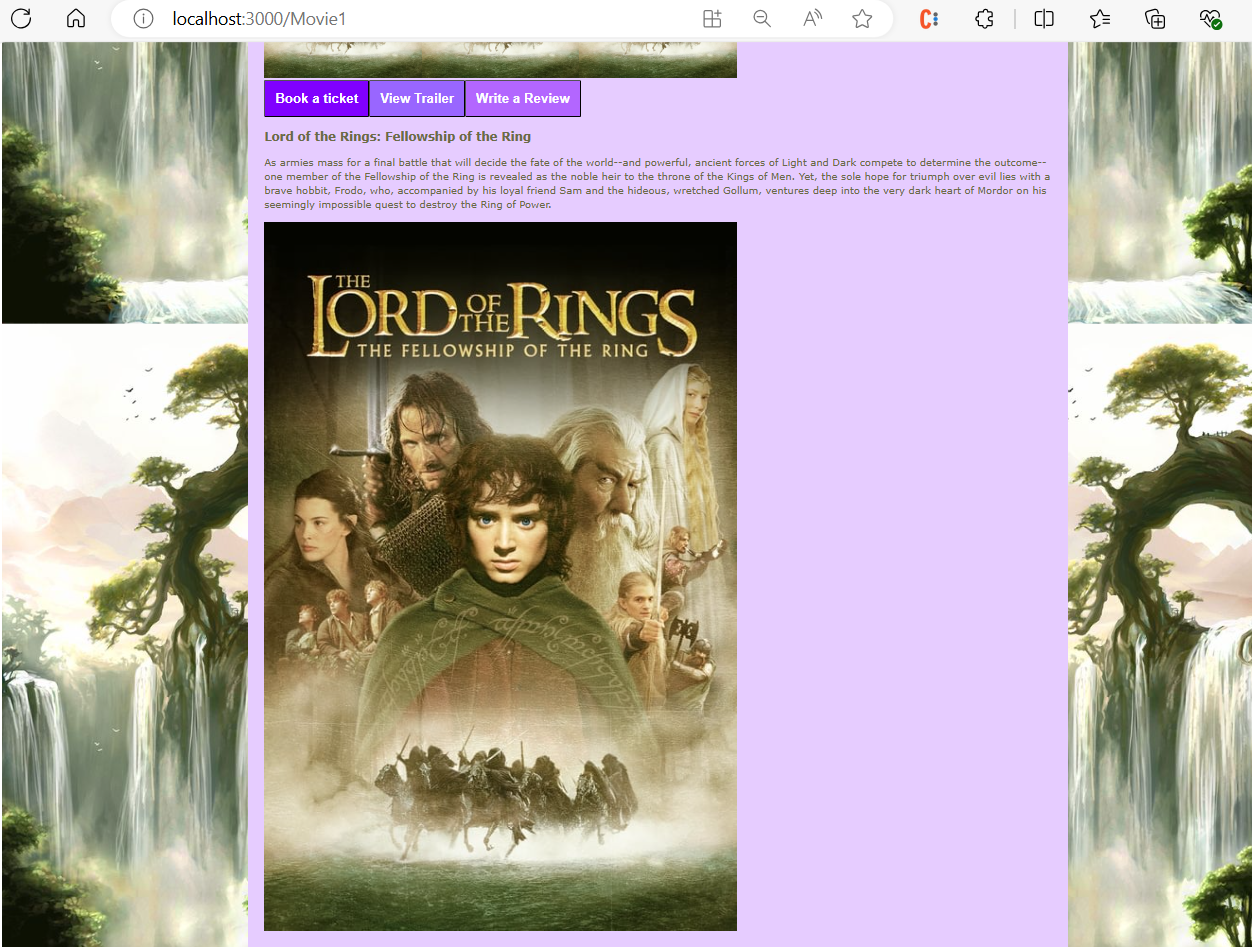 localhost:3000/Movie1
Book a ticket View Trailer Write a Review
Lord of the Rings: Fellowship of the Ring
As armies mass for a final battle that will decide the fate of the world--and powerful, ancient forces of Light and Dark compete to determine the outcome--
one member of the Fellowship of the Ring is revealed as the noble heir to the throne of the Kings of Men. Yet, the sole hope for triumph over evil lies with a
brave hobbit, Frodo, who, accompanied by his loyal friend Sam and the hideous, wretched Gollum, ventures deep into the very dark heart of Mordor on his
seemingly impossible quest to destroy the Ring of Power.
THE
LORD OF
THE RINGS
THE FELLOWSHIP OF THE RING